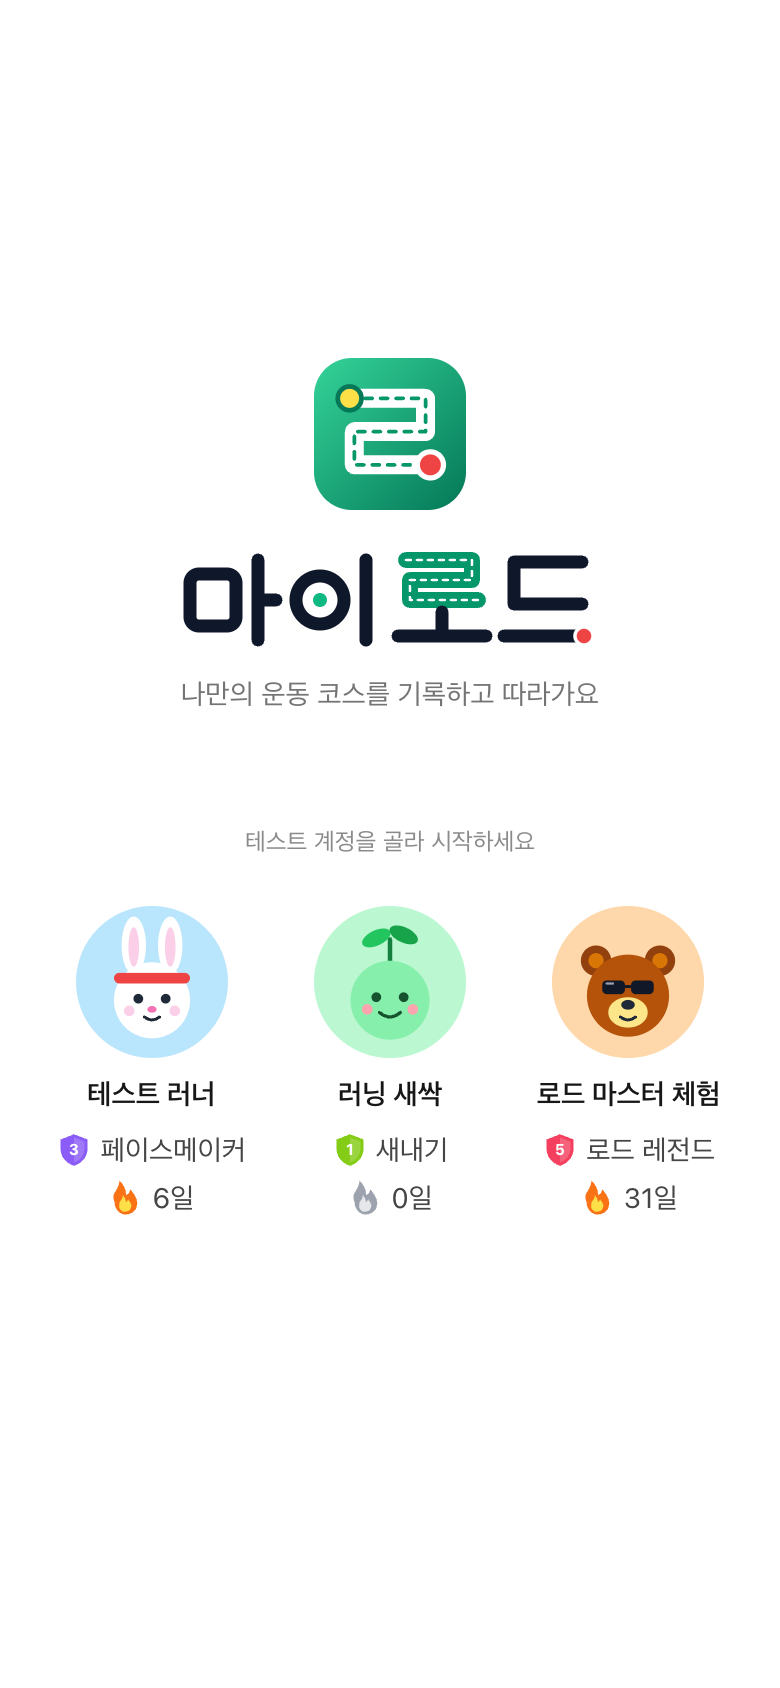 마이로드
나만의 운동 코스를 기록하고 따라가요
테스트 계정을 골라 시작하세요
테스트 러너
3 페이스메이커
6일
러닝 새싹
1 새내기
0일
로드 마스터 체험
5 로드 레전드
31일